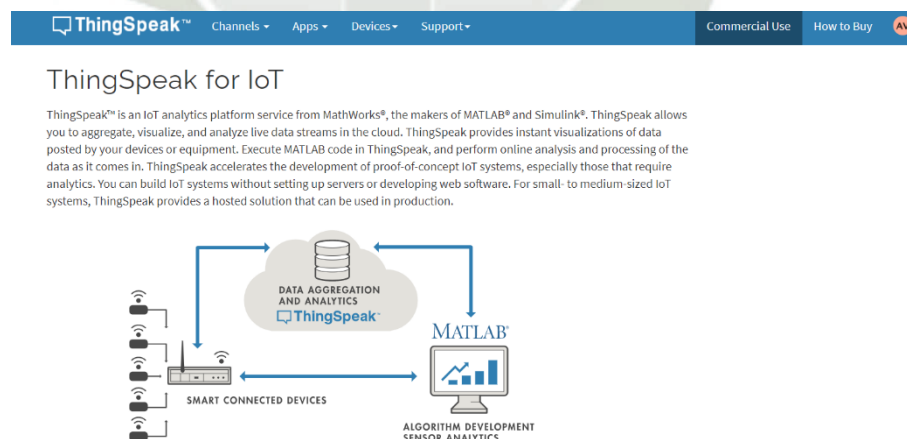 ThingSpeak™ Channels Apps Devices Support Commercial Use How to Buy AV
ThingSpeak for IoT
ThingSpeak™ is an IoT analytics platform service from MathWorks®, the makers of MATLAB® and Simulink®. ThingSpeak allows
you to aggregate, visualize, and analyze live data streams in the cloud. ThingSpeak provides instant visualizations of data
posted by your devices or equipment. Execute MATLAB code in ThingSpeak, and perform online analysis and processing of the
data as it comes in. ThingSpeak accelerates the development of proof-of-concept IoT systems, especially those that require
analytics. You can build IoT systems without setting up servers or developing web software. For small- to medium-sized IoT
systems, ThingSpeak provides a hosted solution that can be used in production.
DATA AGGREGATION
AND ANALYTICS
ThingSpeak™
MATLAB®
SMART CONNECTED DEVICES
ALGORITHM DEVELOPMENT
SENSOR ANALYTICS